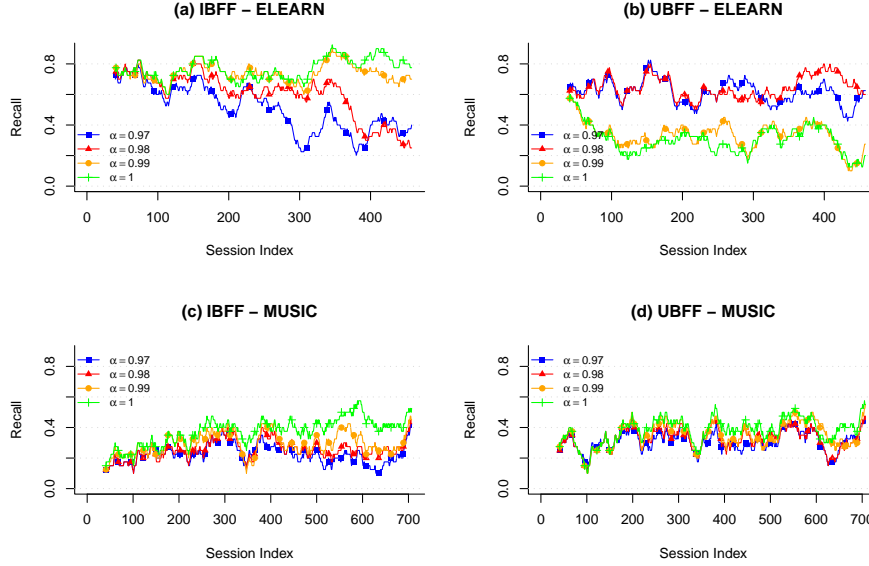 (a) IBFF − ELEARN
Recall
0.0
0.4
0.8
α = 0.97
α = 0.98
α = 0.99
α = 1
0 100 200 300 400
Session Index
(b) UBFF − ELEARN
Recall
0.0
0.4
0.8
α = 0.97
α = 0.98
α = 0.99
α = 1
0 100 200 300 400
Session Index
(c) IBFF − MUSIC
Recall
0.0
0.4
0.8
α = 0.97
α = 0.98
α = 0.99
α = 1
0 100 200 300 400 500 600 700
Session Index
(d) UBFF − MUSIC
Recall
0.0
0.4
0.8
α = 0.97
α = 0.98
α = 0.99
α = 1
0 100 200 300 400 500 600 700
Session Index